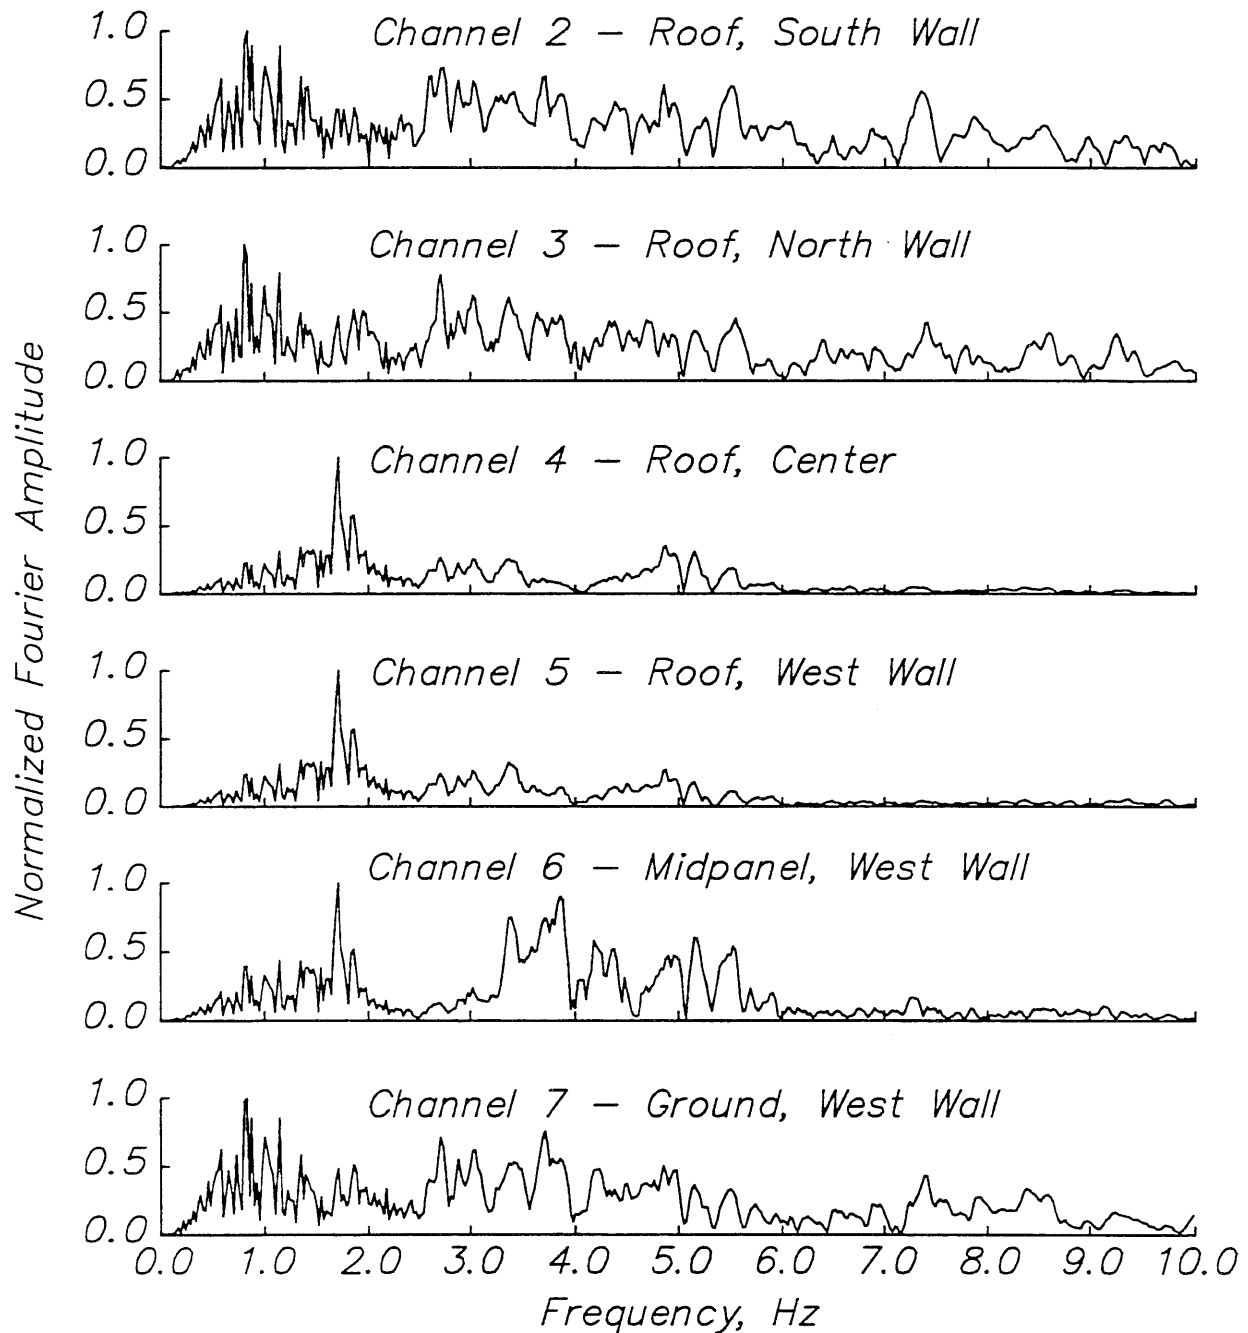 Normalized Fourier Amplitude
Channel 2 – Roof, South Wall
1.0
0.5
0.0
Channel 3 – Roof, North Wall
1.0
0.5
0.0
Channel 4 – Roof, Center
1.0
0.5
0.0
Channel 5 – Roof, West Wall
1.0
0.5
0.0
Channel 6 – Midpanel, West Wall
1.0
0.5
0.0
Channel 7 – Ground, West Wall
1.0
0.5
0.0
0.0 1.0 2.0 3.0 4.0 5.0 6.0 7.0 8.0 9.0 10.0
Frequency, Hz